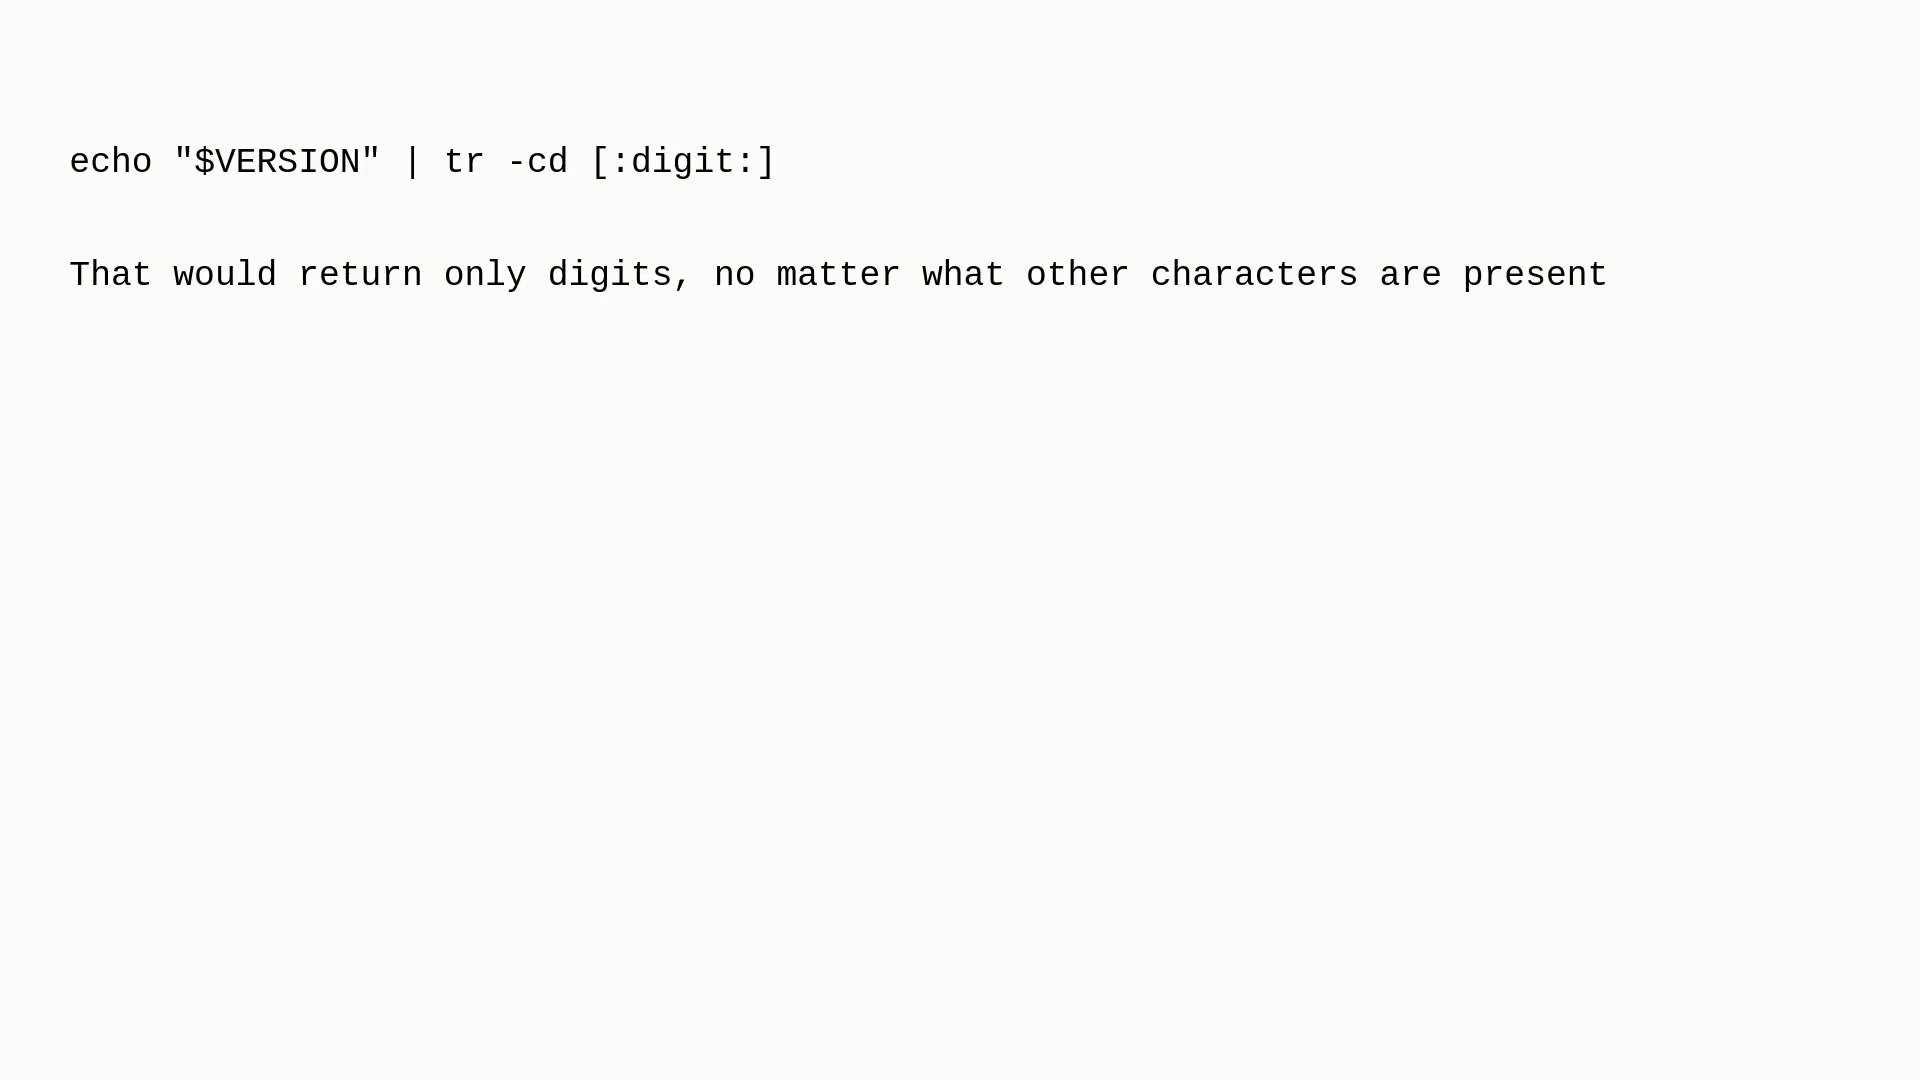 echo "$VERSION" | tr -cd [:digit:]
That would return only digits, no matter what other characters are present